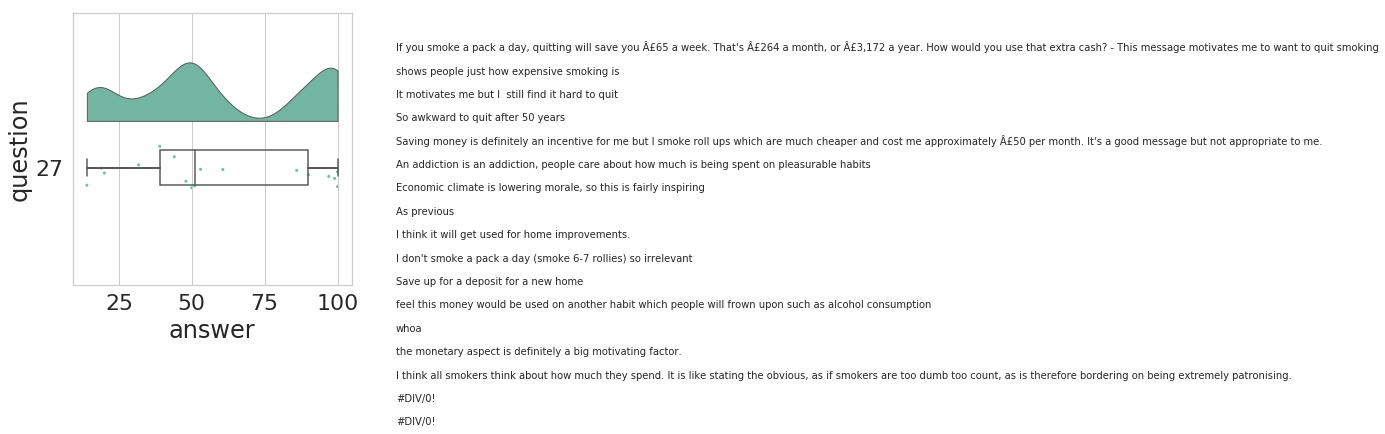 If you smoke a pack a day, quitting will save you Â£65 a week. That's Â£264 a month, or Â£3,172 a year. How would you use that extra cash? - This message motivates me to want to quit smoking
shows people just how expensive smoking is
It motivates me but I  still find it hard to quit
So awkward to quit after 50 years
Saving money is definitely an incentive for me but I smoke roll ups which are much cheaper and cost me approximately Â£50 per month. It's a good message but not appropriate to me.
An addiction is an addiction, people care about how much is being spent on pleasurable habits
Economic climate is lowering morale, so this is fairly inspiring
As previous
I think it will get used for home improvements.
I don't smoke a pack a day (smoke 6-7 rollies) so irrelevant
Save up for a deposit for a new home
feel this money would be used on another habit which people will frown upon such as alcohol consumption
whoa
the monetary aspect is definitely a big motivating factor.
I think all smokers think about how much they spend. It is like stating the obvious, as if smokers are too dumb too count, as is therefore bordering on being extremely patronising.
#DIV/0!
#DIV/0!
question
27
25 50 75 100
answer